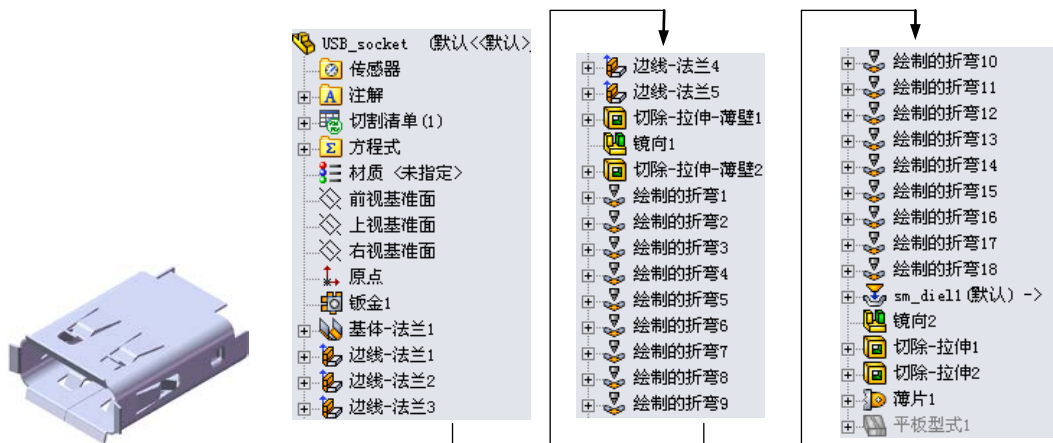 USB_socket (默认<<默认>
传感器
注解
切割清单(1)
方程式
材质 <未指定>
前视基准面
上视基准面
右视基准面
原点
钣金1
基体-法兰1
边线-法兰1
边线-法兰2
边线-法兰3
边线-法兰4
边线-法兰5
切除-拉伸-薄壁1
镜向1
切除-拉伸-薄壁2
绘制的折弯1
绘制的折弯2
绘制的折弯3
绘制的折弯4
绘制的折弯5
绘制的折弯6
绘制的折弯7
绘制的折弯8
绘制的折弯9
绘制的折弯10
绘制的折弯11
绘制的折弯12
绘制的折弯13
绘制的折弯14
绘制的折弯15
绘制的折弯16
绘制的折弯17
绘制的折弯18
sm_die11(默认) ->
镜向2
切除-拉伸1
切除-拉伸2
薄片1
平板型式1